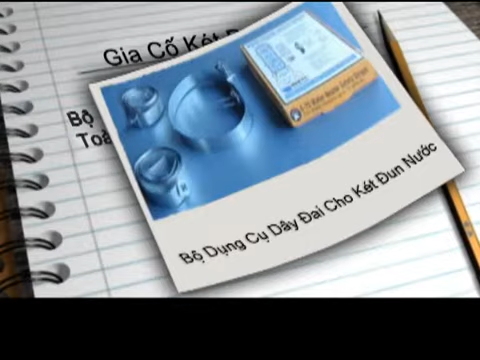 Gia Cố Két
Bộ
Toà
Bộ Dụng Cụ Dây Đai Cho Két Đun Nước